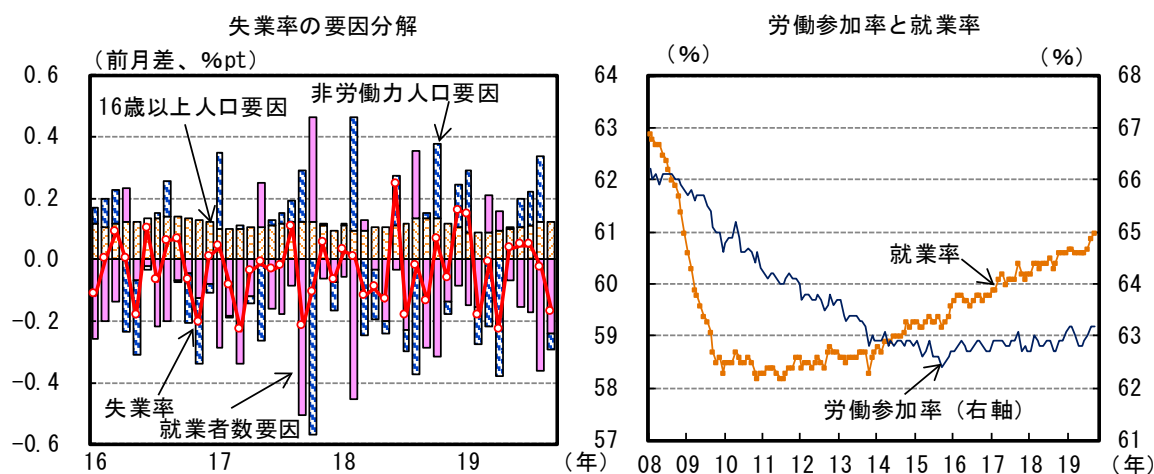 失業率の要因分解
（前月差、%pt）
0.6
0.4
0.2
0.0
-0.2
-0.4
-0.6
16歳以上人口要因
非労働力人口要因
失業率
就業者数要因
16
17
18
19
（年）
労働参加率と就業率
（%）
（%）
64
63
62
61
60
59
58
57
68
67
66
65
64
63
62
61
就業率
労働参加率（右軸）
08 09 10 11 12 13 14 15 16 17 18 19
（年）